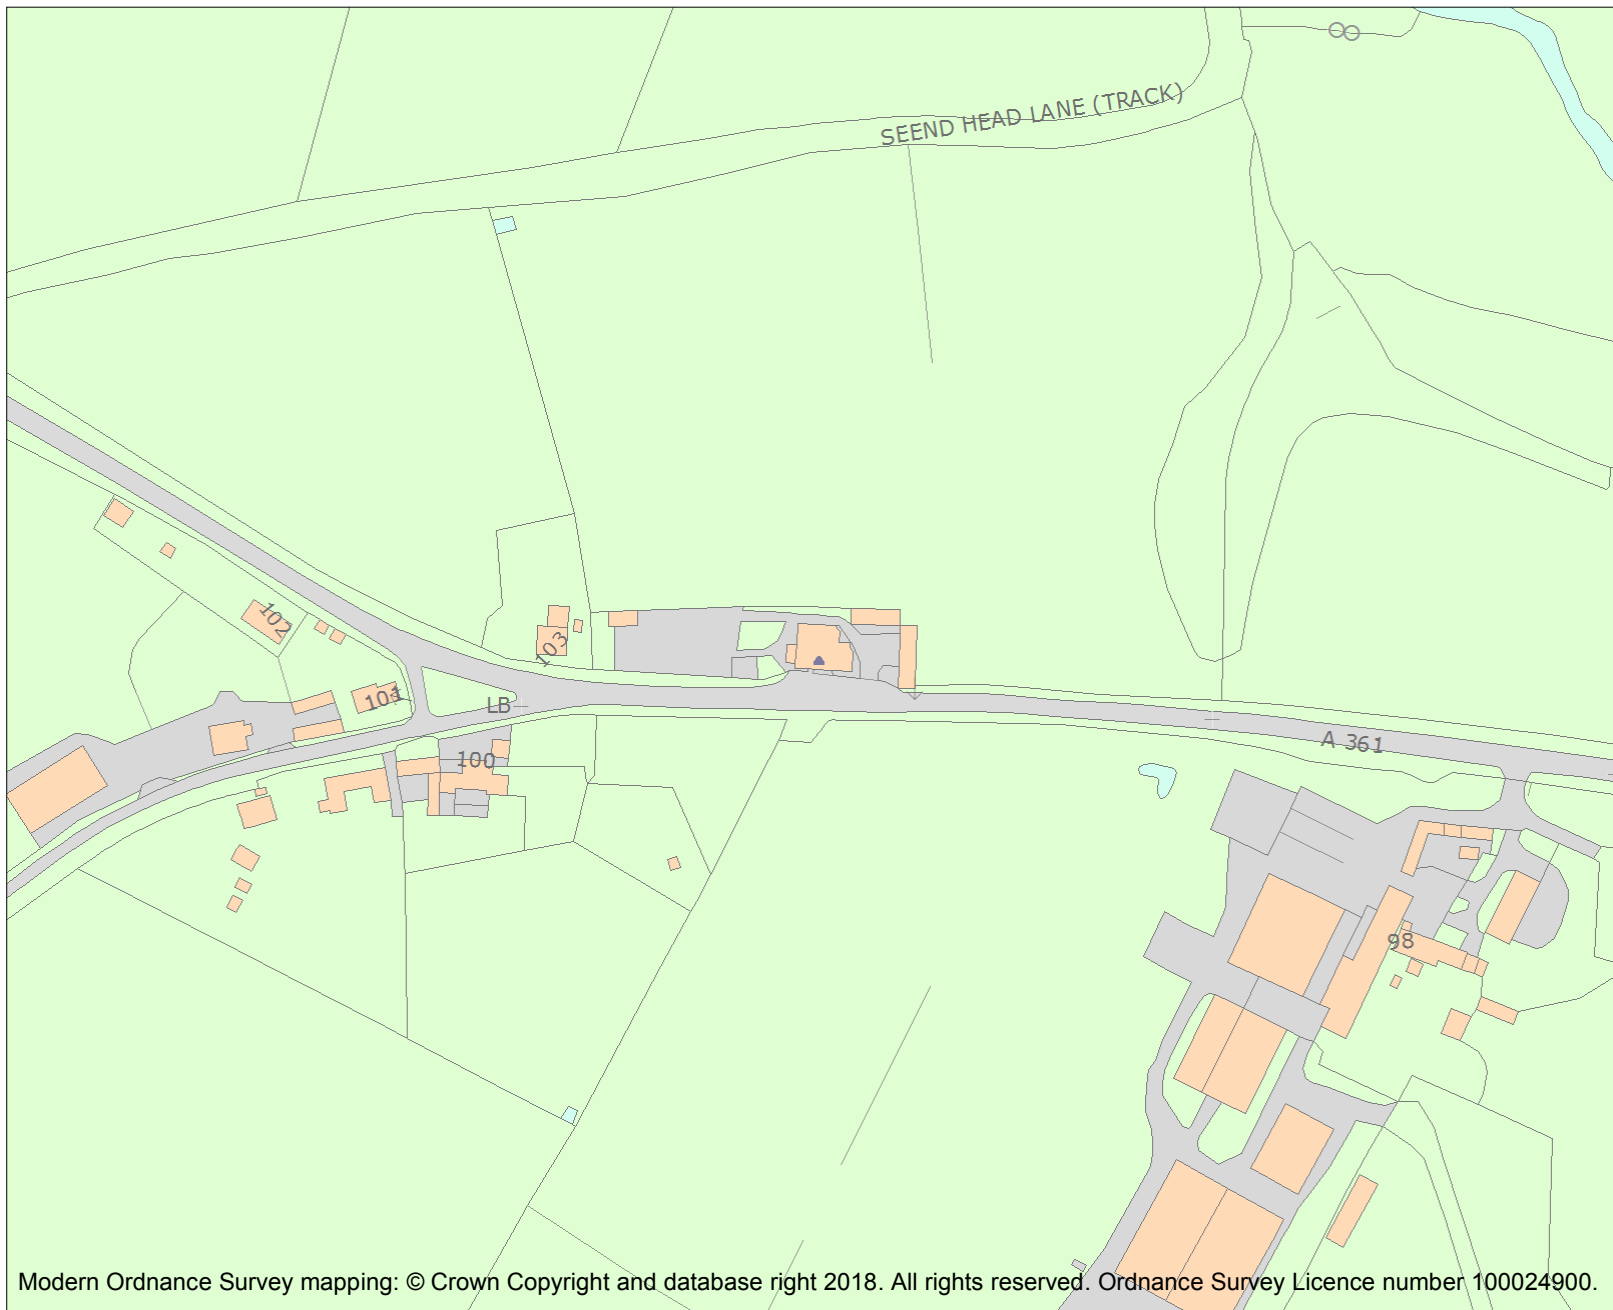 SEEND HEAD LANE (TRACK)
102
103
101
LB
100
A 361
98
Modern Ordnance Survey mapping: © Crown Copyright and database right 2018. All rights reserved. Ordnance Survey Licence number 100024900.